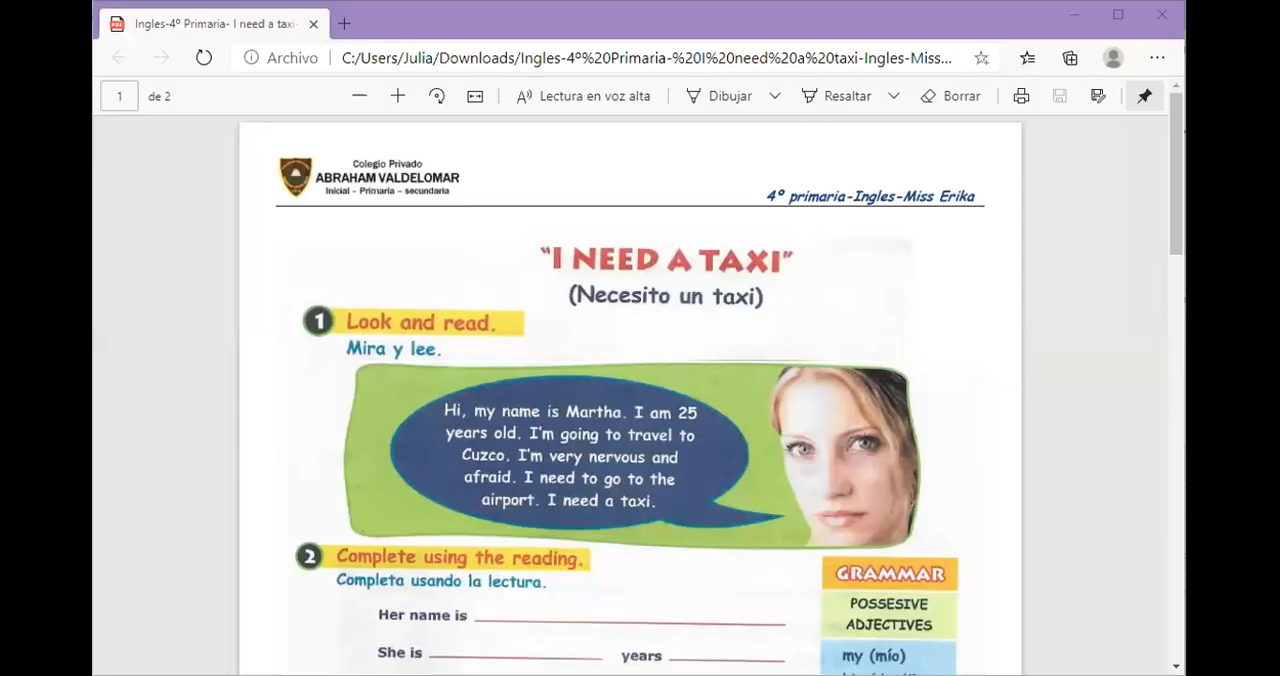 Ingles-4º Primaria- I need a taxi-
Archivo
C:/Users/Julia/Downloads/Ingles-4º%20Primaria-%20I%20need%20a%20taxi-Ingles-Miss...
1 de 2
Lectura en voz alta
Dibujar
Resaltar
Borrar
Colegio Privado
ABRAHAM VALDELOMAR
Inicial – Primaria – secundaria
4º primaria-Ingles-Miss Erika
"I NEED A TAXI"
(Necesito un taxi)
1 Look and read.
Mira y lee.
Hi, my name is Martha. I am 25
years old. I'm going to travel to
Cuzco. I'm very nervous and
afraid. I need to go to the
airport. I need a taxi.
2 Complete using the reading.
Completa usando la lectura.
Her name is
She is years
GRAMMAR
POSSESIVE
ADJECTIVES
my (mío)